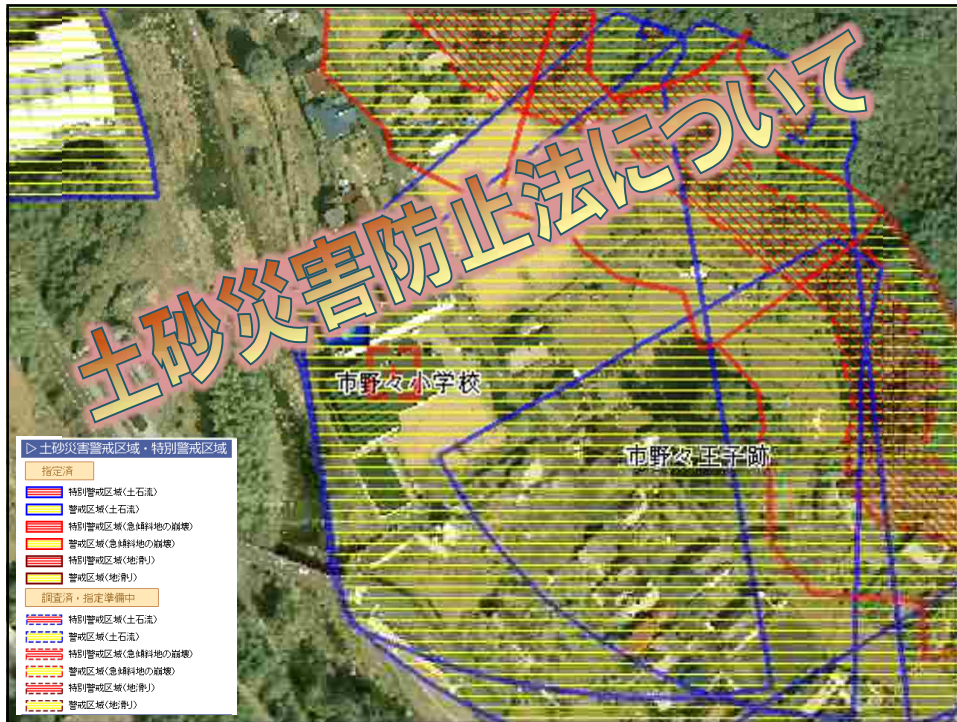 土砂災害防止法について
市野々小学校
市野々王子跡
▷土砂災害警戒区域・特別警戒区域
指定済
特別警戒区域(土石流)
警戒区域(土石流)
特別警戒区域(急傾斜地の崩壊)
警戒区域(急傾斜地の崩壊)
特別警戒区域(地滑り)
警戒区域(地滑り)
調査済・指定準備中
特別警戒区域(土石流)
警戒区域(土石流)
特別警戒区域(急傾斜地の崩壊)
警戒区域(急傾斜地の崩壊)
特別警戒区域(地滑り)
警戒区域(地滑り)